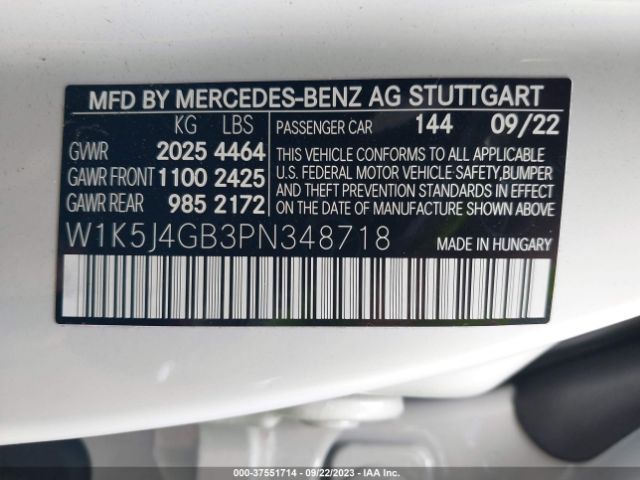 MFD BY MERCEDES-BENZ AG STUTTGART
KG LBS
GVWR 2025 4464
GAWR FRONT 1100 2425
GAWR REAR 985 2172
PASSENGER CAR 144 09/22
THIS VEHICLE CONFORMS TO ALL APPLICABLE
U.S. FEDERAL MOTOR VEHICLE SAFETY,BUMPER
AND THEFT PREVENTION STANDARDS IN EFFECT
ON THE DATE OF MANUFACTURE SHOWN ABOVE
W1K5J4GB3PN348718 MADE IN HUNGARY
000-37551714 - 09/22/2023 - IAAI.COM